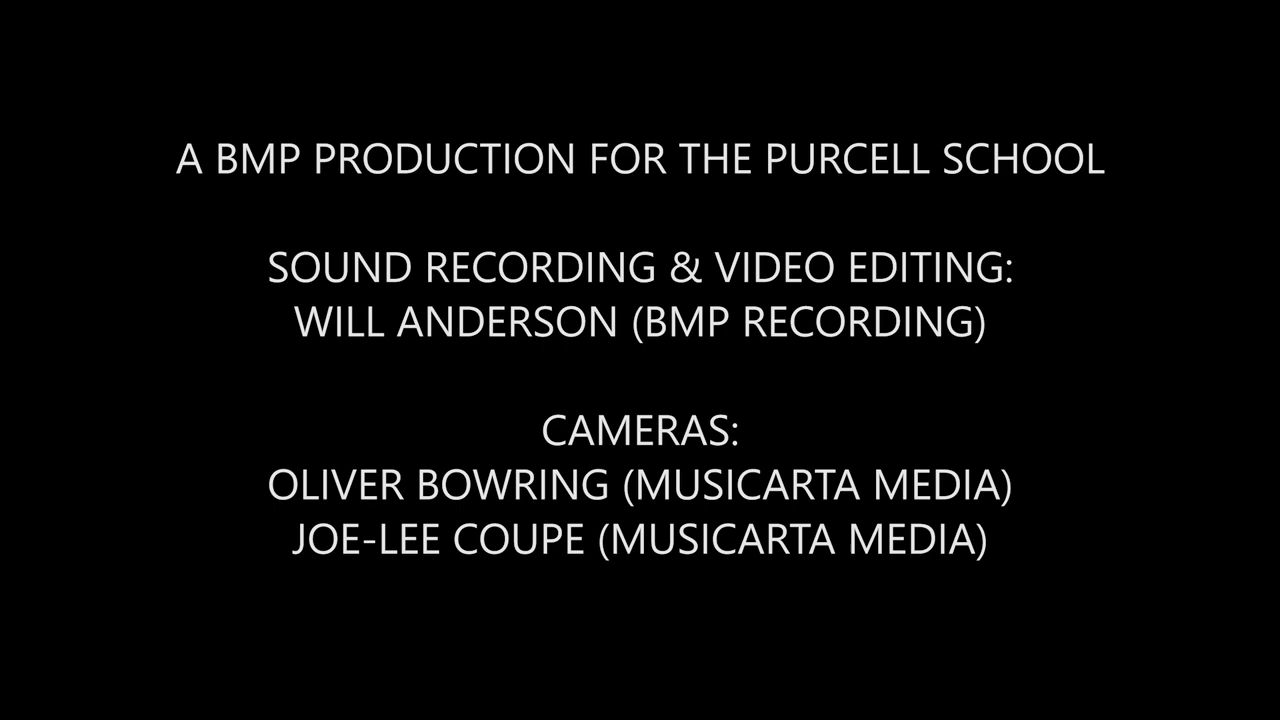 A BMP PRODUCTION FOR THE PURCELL SCHOOL
SOUND RECORDING & VIDEO EDITING:
WILL ANDERSON (BMP RECORDING)
CAMERAS:
OLIVER BOWRING (MUSICARTA MEDIA)
JOE-LEE COUPE (MUSICARTA MEDIA)